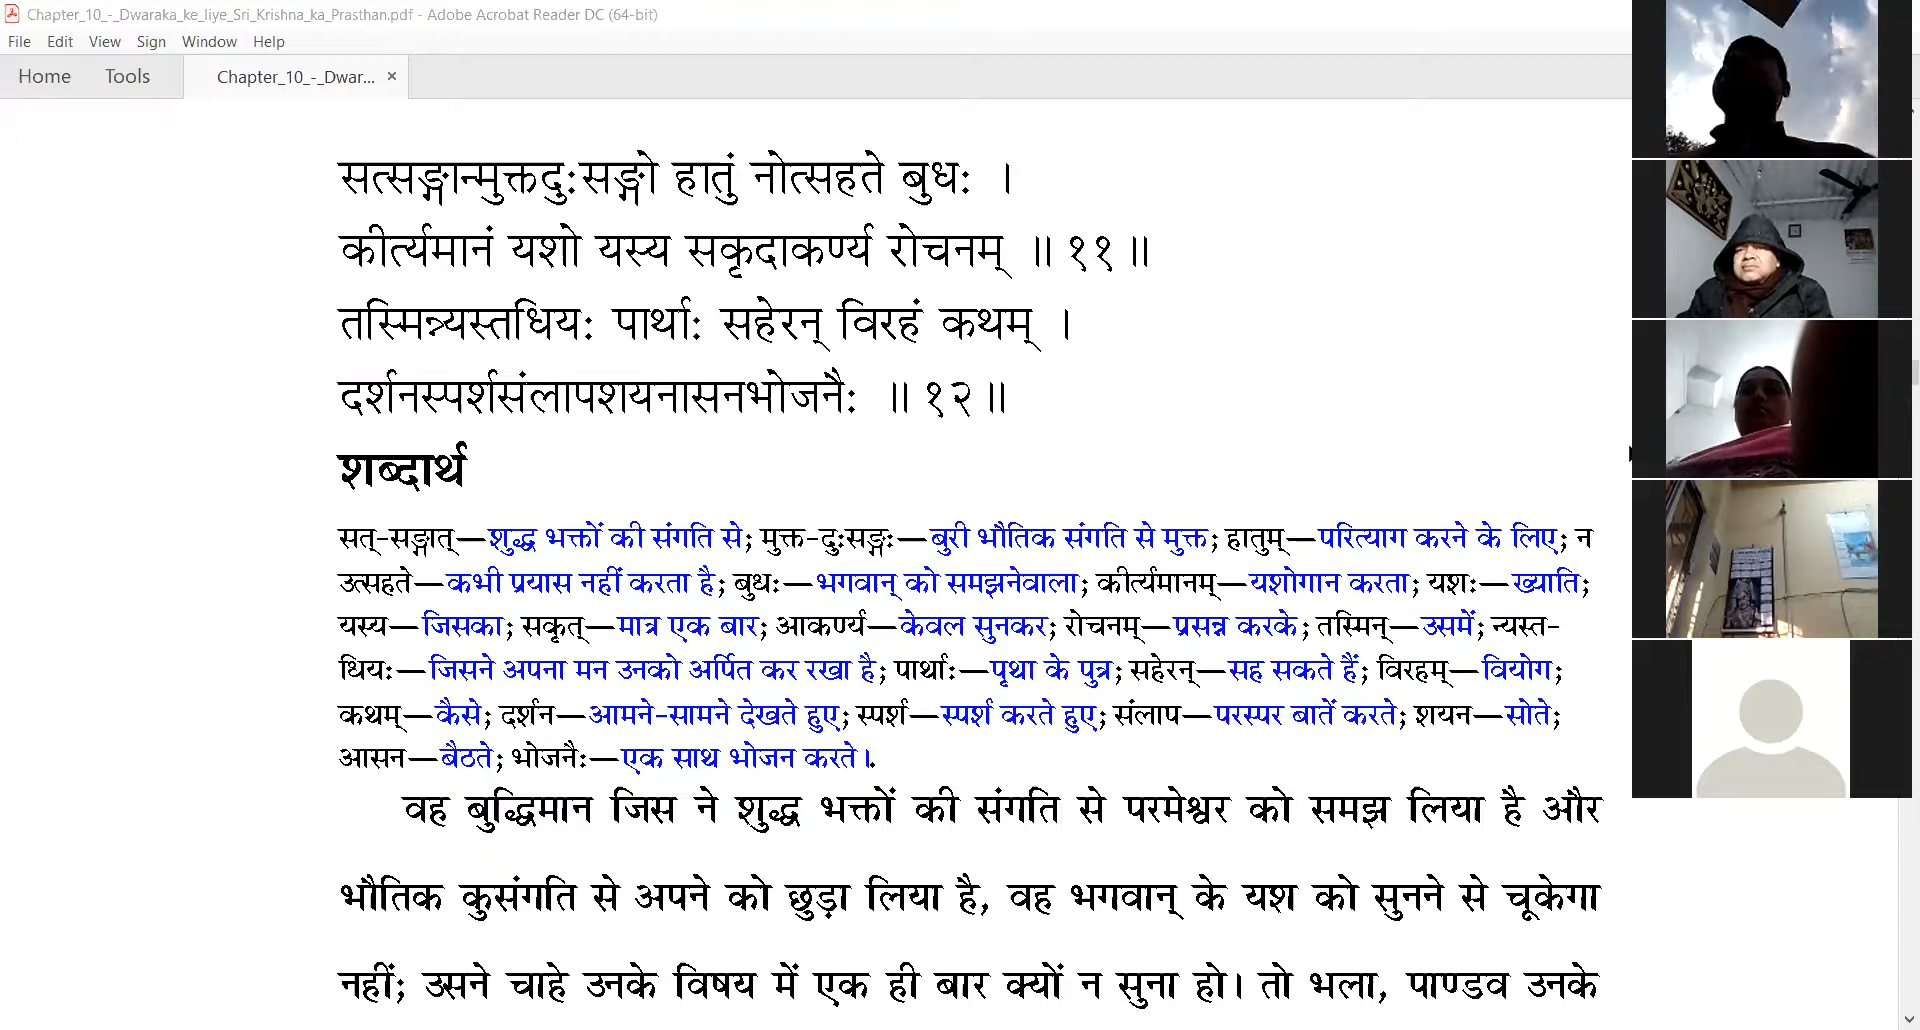 Chapter_10_-_Dwaraka_ke_liye_Sri_Krishna_ka_Prasthan.pdf - Adobe Acrobat Reader DC (64-bit)
File Edit View Sign Window Help
Home Tools Chapter_10_-_Dwar... ×
सत्सङ्गान्मुक्तदुःसङ्गो हातुं नोत्सहते बुधः ।
कीर्त्यमानं यशो यस्य सकृदाकर्ण्य रोचनम् ॥ ११॥
तस्मिन्न्यस्तधियः पार्थाः सहेरन् विरहं कथम् ।
दर्शनस्पर्शसंलापशयनासनभोजनैः ॥ १२॥
शब्दार्थ
सत्-सङ्गात्—शुद्ध भक्तों की संगति से; मुक्त-दुःसङ्गः—बुरी भौतिक संगति से मुक्त; हातुम्—परित्याग करने के लिए; न
उत्सहते—कभी प्रयास नहीं करता है; बुधः—भगवान् को समझनेवाला; कीर्त्यमानम्—यशोगान करता; यशः—ख्याति;
यस्य—जिसका; सकृत्—मात्र एक बार; आकर्ण्य—केवल सुनकर; रोचनम्—प्रसन्न करके; तस्मिन्—उसमें; न्यस्त-
धियः—जिसने अपना मन उनको अर्पित कर रखा है; पार्थाः—पृथा के पुत्र; सहेरन्—सह सकते हैं; विरहम्—वियोग;
कथम्—कैसे; दर्शन—आमने-सामने देखते हुए; स्पर्श—स्पर्श करते हुए; संलाप—परस्पर बातें करते; शयन—सोते;
आसन—बैठते; भोजनैः—एक साथ भोजन करते।.
वह बुद्धिमान जिस ने शुद्ध भक्तों की संगति से परमेश्वर को समझ लिया है और
भौतिक कुसंगति से अपने को छुड़ा लिया है, वह भगवान् के यश को सुनने से चूकेगा
नहीं; उसने चाहे उनके विषय में एक ही बार क्यों न सुना हो। तो भला, पाण्डव उनके